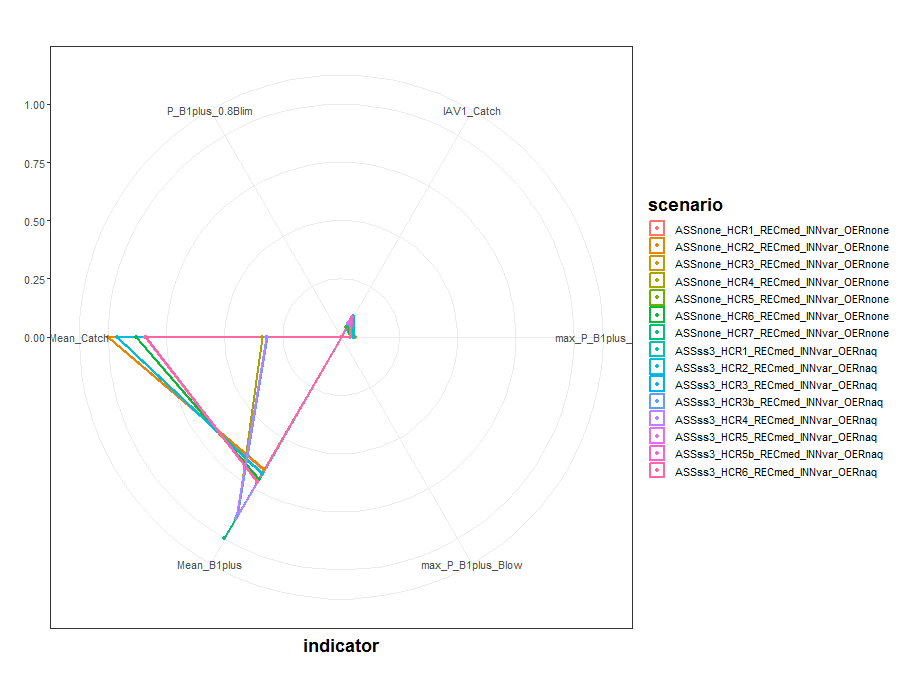 P_B1plus_0.8Blim
IAV1_Catch
1.00
0.75
0.50
0.25
0.00
Mean_Catch
max_P_B1plus_
Mean_B1plus
max_P_B1plus_Blow
indicator
scenario
ASSnone_HCR1_RECmed_INNvar_OERnone
ASSnone_HCR2_RECmed_INNvar_OERnone
ASSnone_HCR3_RECmed_INNvar_OERnone
ASSnone_HCR4_RECmed_INNvar_OERnone
ASSnone_HCR5_RECmed_INNvar_OERnone
ASSnone_HCR6_RECmed_INNvar_OERnone
ASSnone_HCR7_RECmed_INNvar_OERnone
ASSss3_HCR1_RECmed_INNvar_OERnaq
ASSss3_HCR2_RECmed_INNvar_OERnaq
ASSss3_HCR3_RECmed_INNvar_OERnaq
ASSss3_HCR3b_RECmed_INNvar_OERnaq
ASSss3_HCR4_RECmed_INNvar_OERnaq
ASSss3_HCR5_RECmed_INNvar_OERnaq
ASSss3_HCR5b_RECmed_INNvar_OERnaq
ASSss3_HCR6_RECmed_INNvar_OERnaq